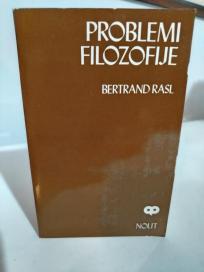 PROBLEMI
FILOZOFIJE
BERTRAND RASL
NOLIT